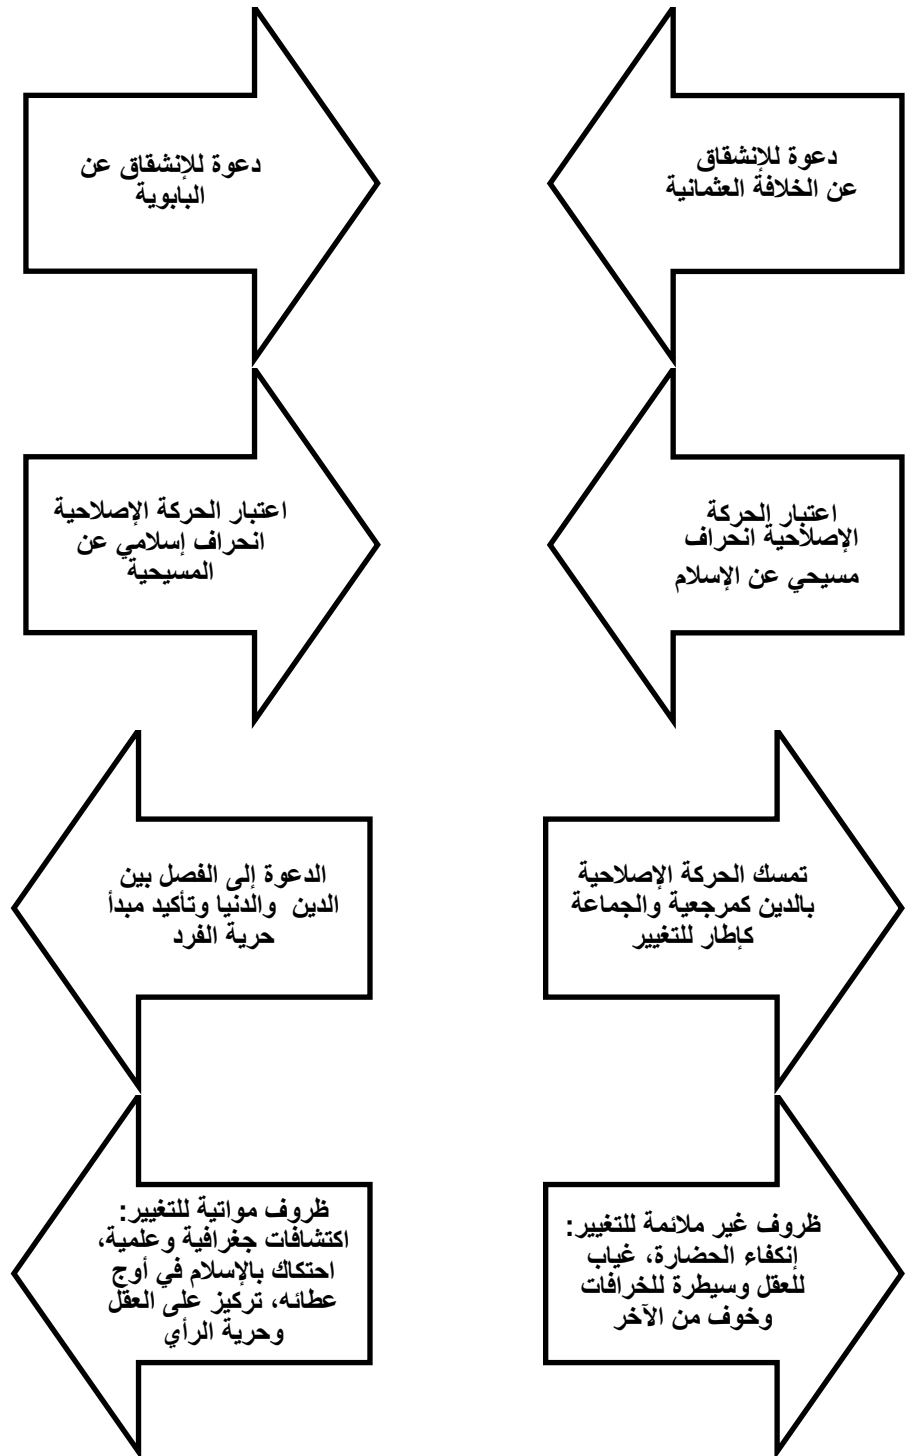 دعوة للإنشقاق
عن الخلافة العثمانية
دعوة للإنشقاق عن
البابوية
اعتبار الحركة
الإصلاحية انحراف
مسيحي عن الإسلام
اعتبار الحركة الإصلاحية
انحراف إسلامي عن
المسيحية
تمسك الحركة الإصلاحية
بالدين كمرجعية والجماعة
كإطار للتغيير
الدعوة إلى الفصل بين
الدين والدنيا وتأكيد مبدأ
حرية الفرد
ظروف غير ملائمة للتغيير:
إنكفاء الحضارة، غياب
للعقل وسيطرة للخرافات
وخوف من الآخر
ظروف مواتية للتغيير:
اكتشافات جغرافية وعلمية،
احتكاك بالإسلام في أوج
عطائه، تركيز على العقل
وحرية الرأي